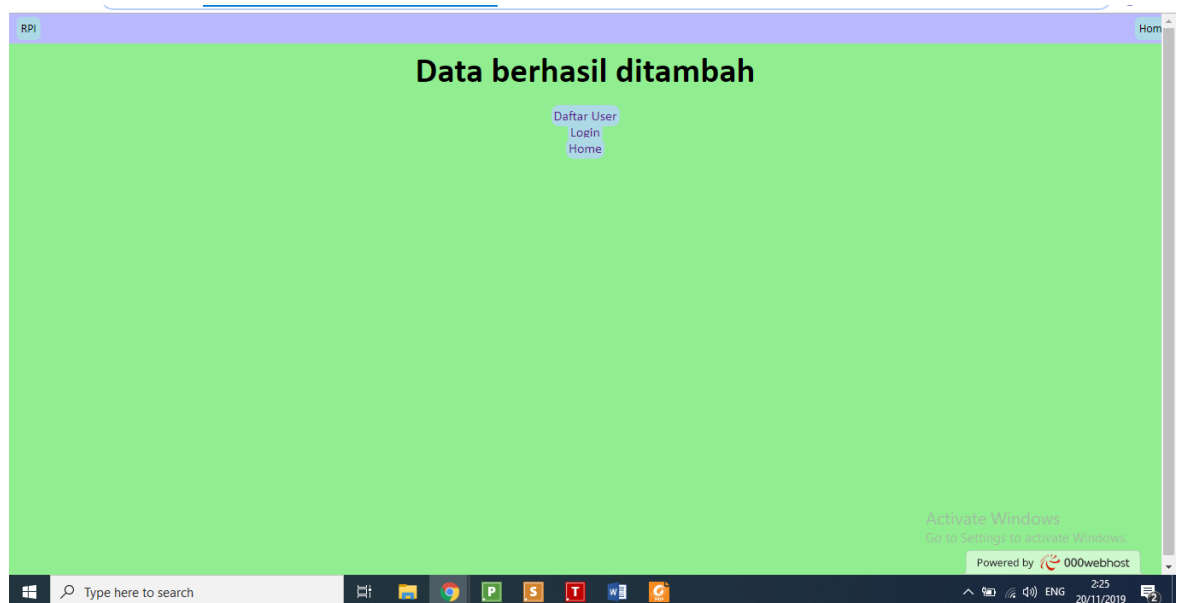 RPI
Hom
Data berhasil ditambah
Daftar User
Login
Home
Activate Windows
Go to Settings to activate Windows.
Powered by 000webhost
Type here to search
P S T W
ENG
2:25
20/11/2019
2